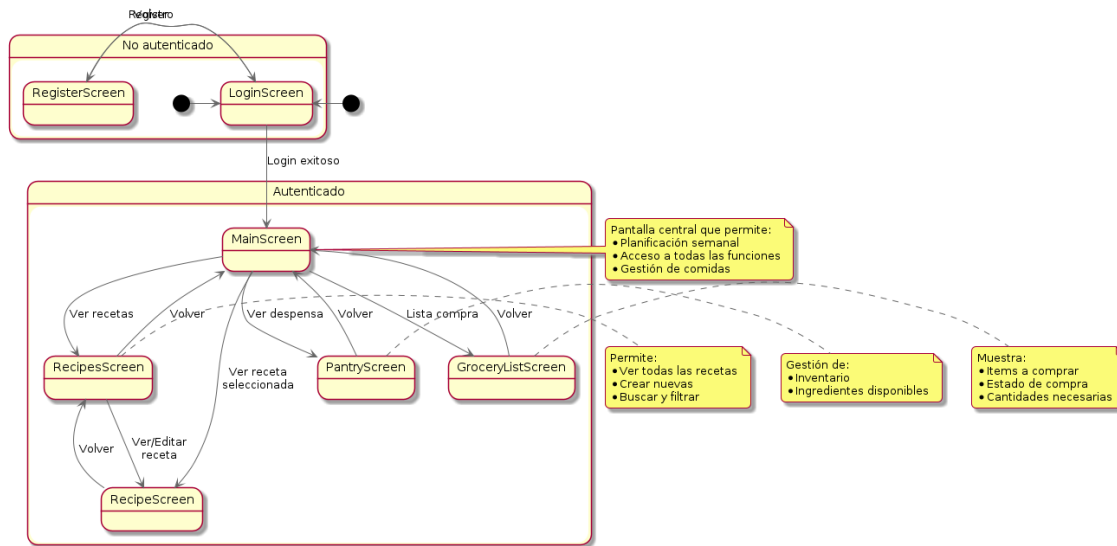 Registro
Volver
No autenticado
RegisterScreen
LoginScreen
Login exitoso
Autenticado
MainScreen
Pantalla central que permite:
• Planificación semanal
• Acceso a todas las funciones
• Gestión de comidas
Ver recetas
Volver
Ver despensa
Volver
Lista compra
Volver
RecipesScreen
Ver receta
seleccionada
PantryScreen
GroceryListScreen
Permite:
• Ver todas las recetas
• Crear nuevas
• Buscar y filtrar
Gestión de:
• Inventario
• Ingredientes disponibles
Muestra:
• Items a comprar
• Estado de compra
• Cantidades necesarias
Volver
Ver/Editar
receta
RecipeScreen